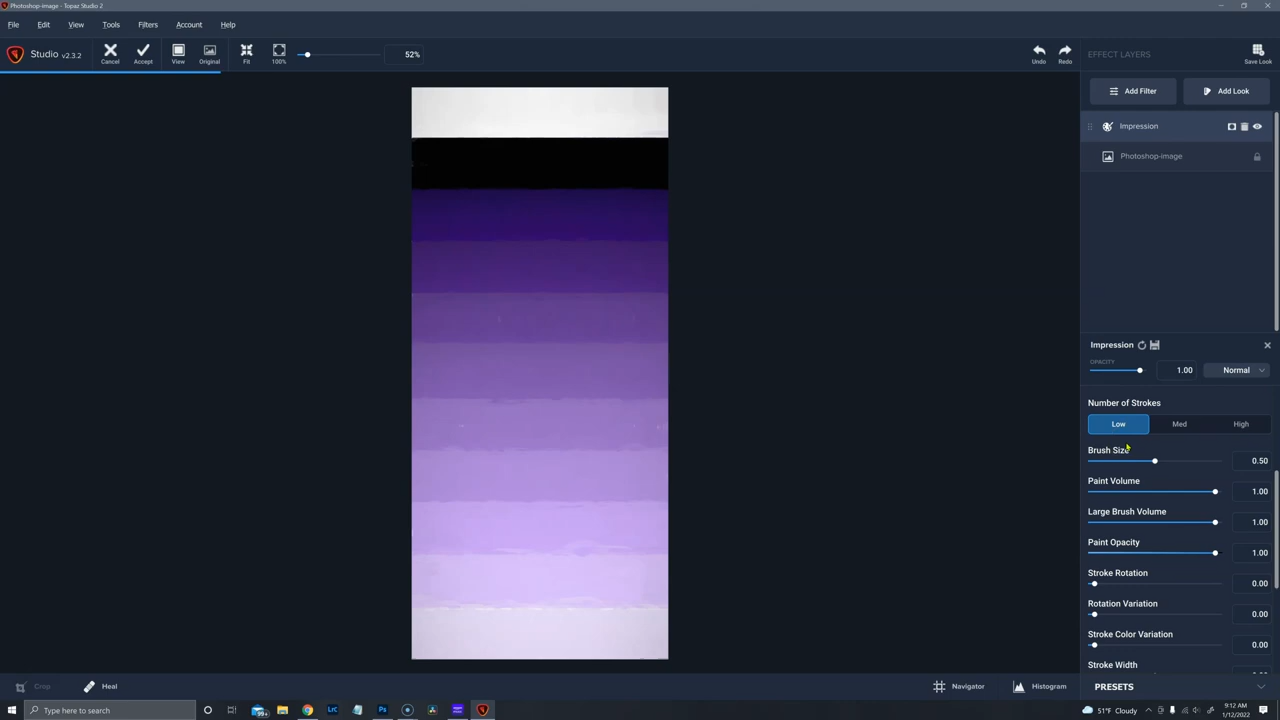 Photoshop-image - Topaz Studio 2
File Edit View Tools Filters Account Help
Studio v2.3.2
Cancel Accept View Original Fit 100% 52% Undo Redo
EFFECT LAYERS
Save Look
Add Filter Add Look
Impression
Photoshop-image
Impression
OPACITY
1.00 Normal
Number of Strokes
Low Med High
Brush Size
0.50
Paint Volume
1.00
Large Brush Volume
1.00
Paint Opacity
1.00
Stroke Rotation
0.00
Rotation Variation
0.00
Stroke Color Variation
0.00
Stroke Width
Crop Heal Navigator Histogram PRESETS
Type here to search
99+
LrC
Ps
51°F Cloudy
9:12 AM
1/12/2022